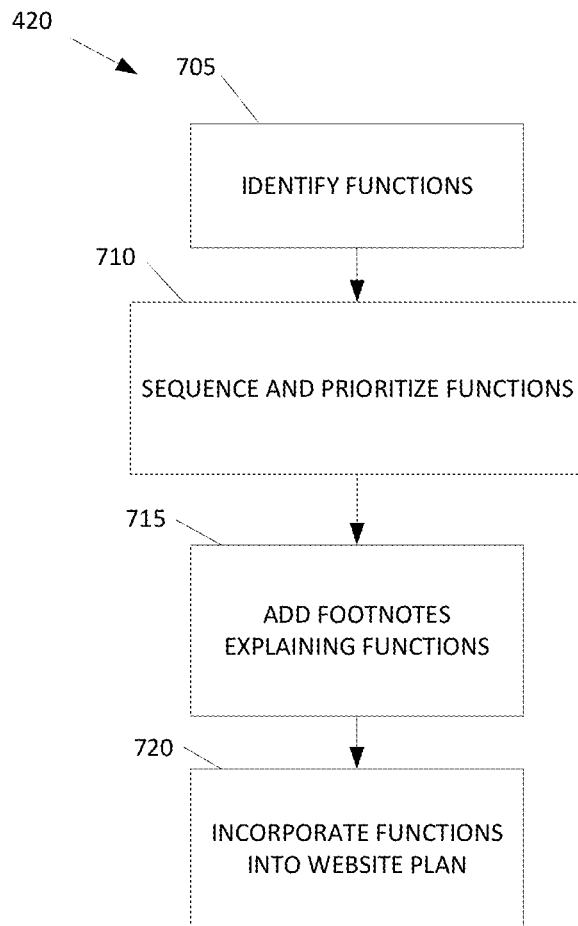 420
705
IDENTIFY FUNCTIONS
710
SEQUENCE AND PRIORITIZE FUNCTIONS
715
ADD FOOTNOTES
EXPLAINING FUNCTIONS
720
INCORPORATE FUNCTIONS
INTO WEBSITE PLAN